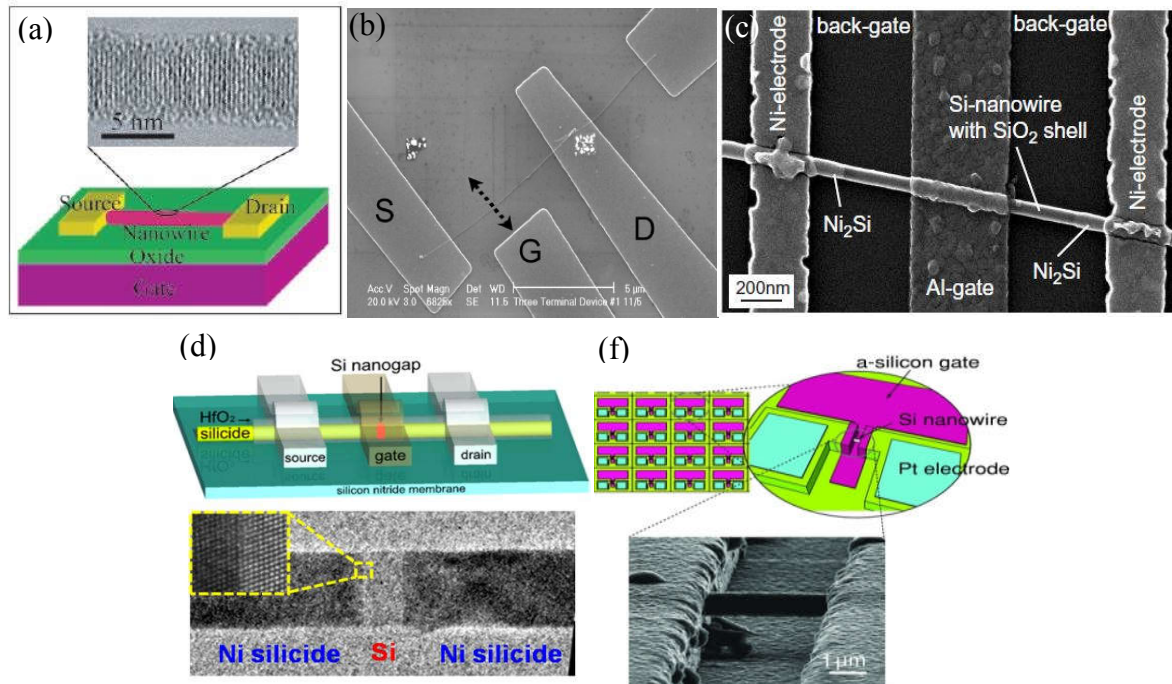 (a)
5 nm
Source
Drain
Nanowire
Oxide
Gate
(b)
S
G
D
Acc.V Spot Magn Det WD
20.0 kV 3.0 6826x SE 11.5 Three Terminal Device #1 11/5
5 µm
(c)
back-gate
back-gate
Ni-electrode
Si-nanowire
with SiO2 shell
Ni-electrode
Ni2Si
Ni2Si
Al-gate
200nm
(d)
Si nanogap
HfO2
silicide
source
gate
drain
silicon nitride membrane
Ni silicide
Si
Ni silicide
(f)
a-silicon gate
Si nanowire
Pt electrode
1 µm